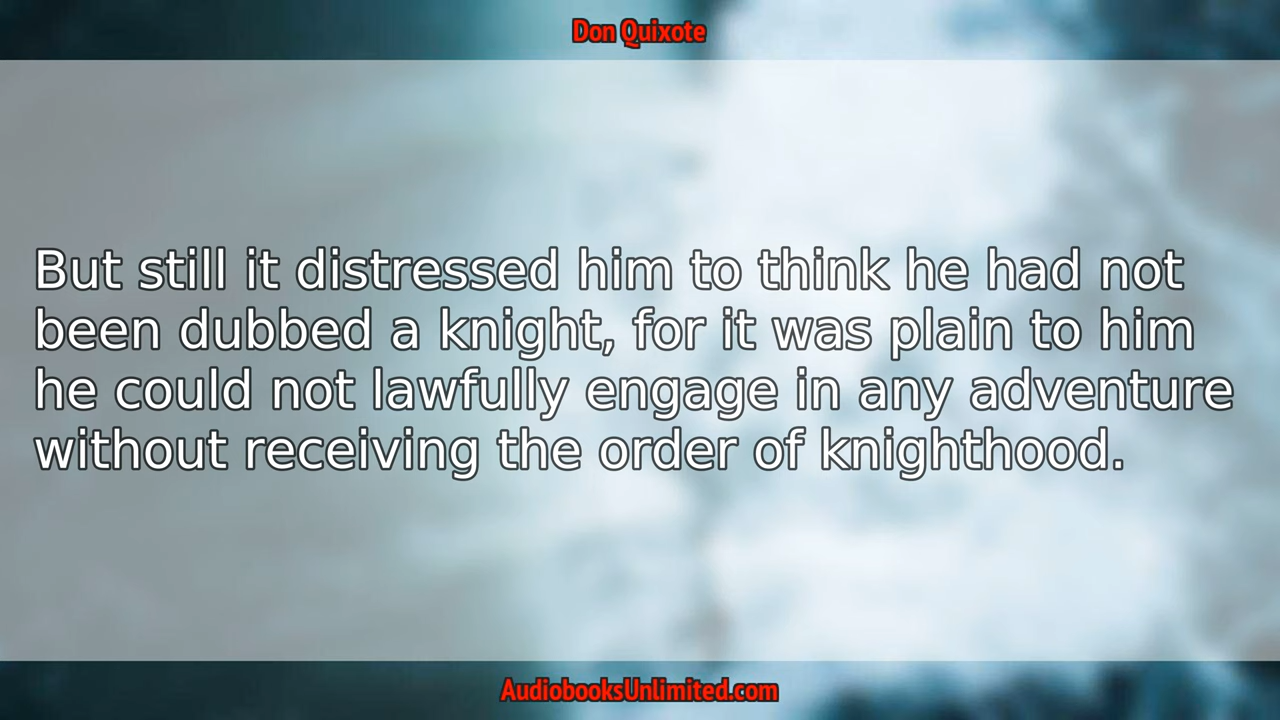 Don Quixote
But still it distressed him to think he had not
been dubbed a knight, for it was plain to him
he could not lawfully engage in any adventure
without receiving the order of knighthood.
AudiobooksUnlimited.com